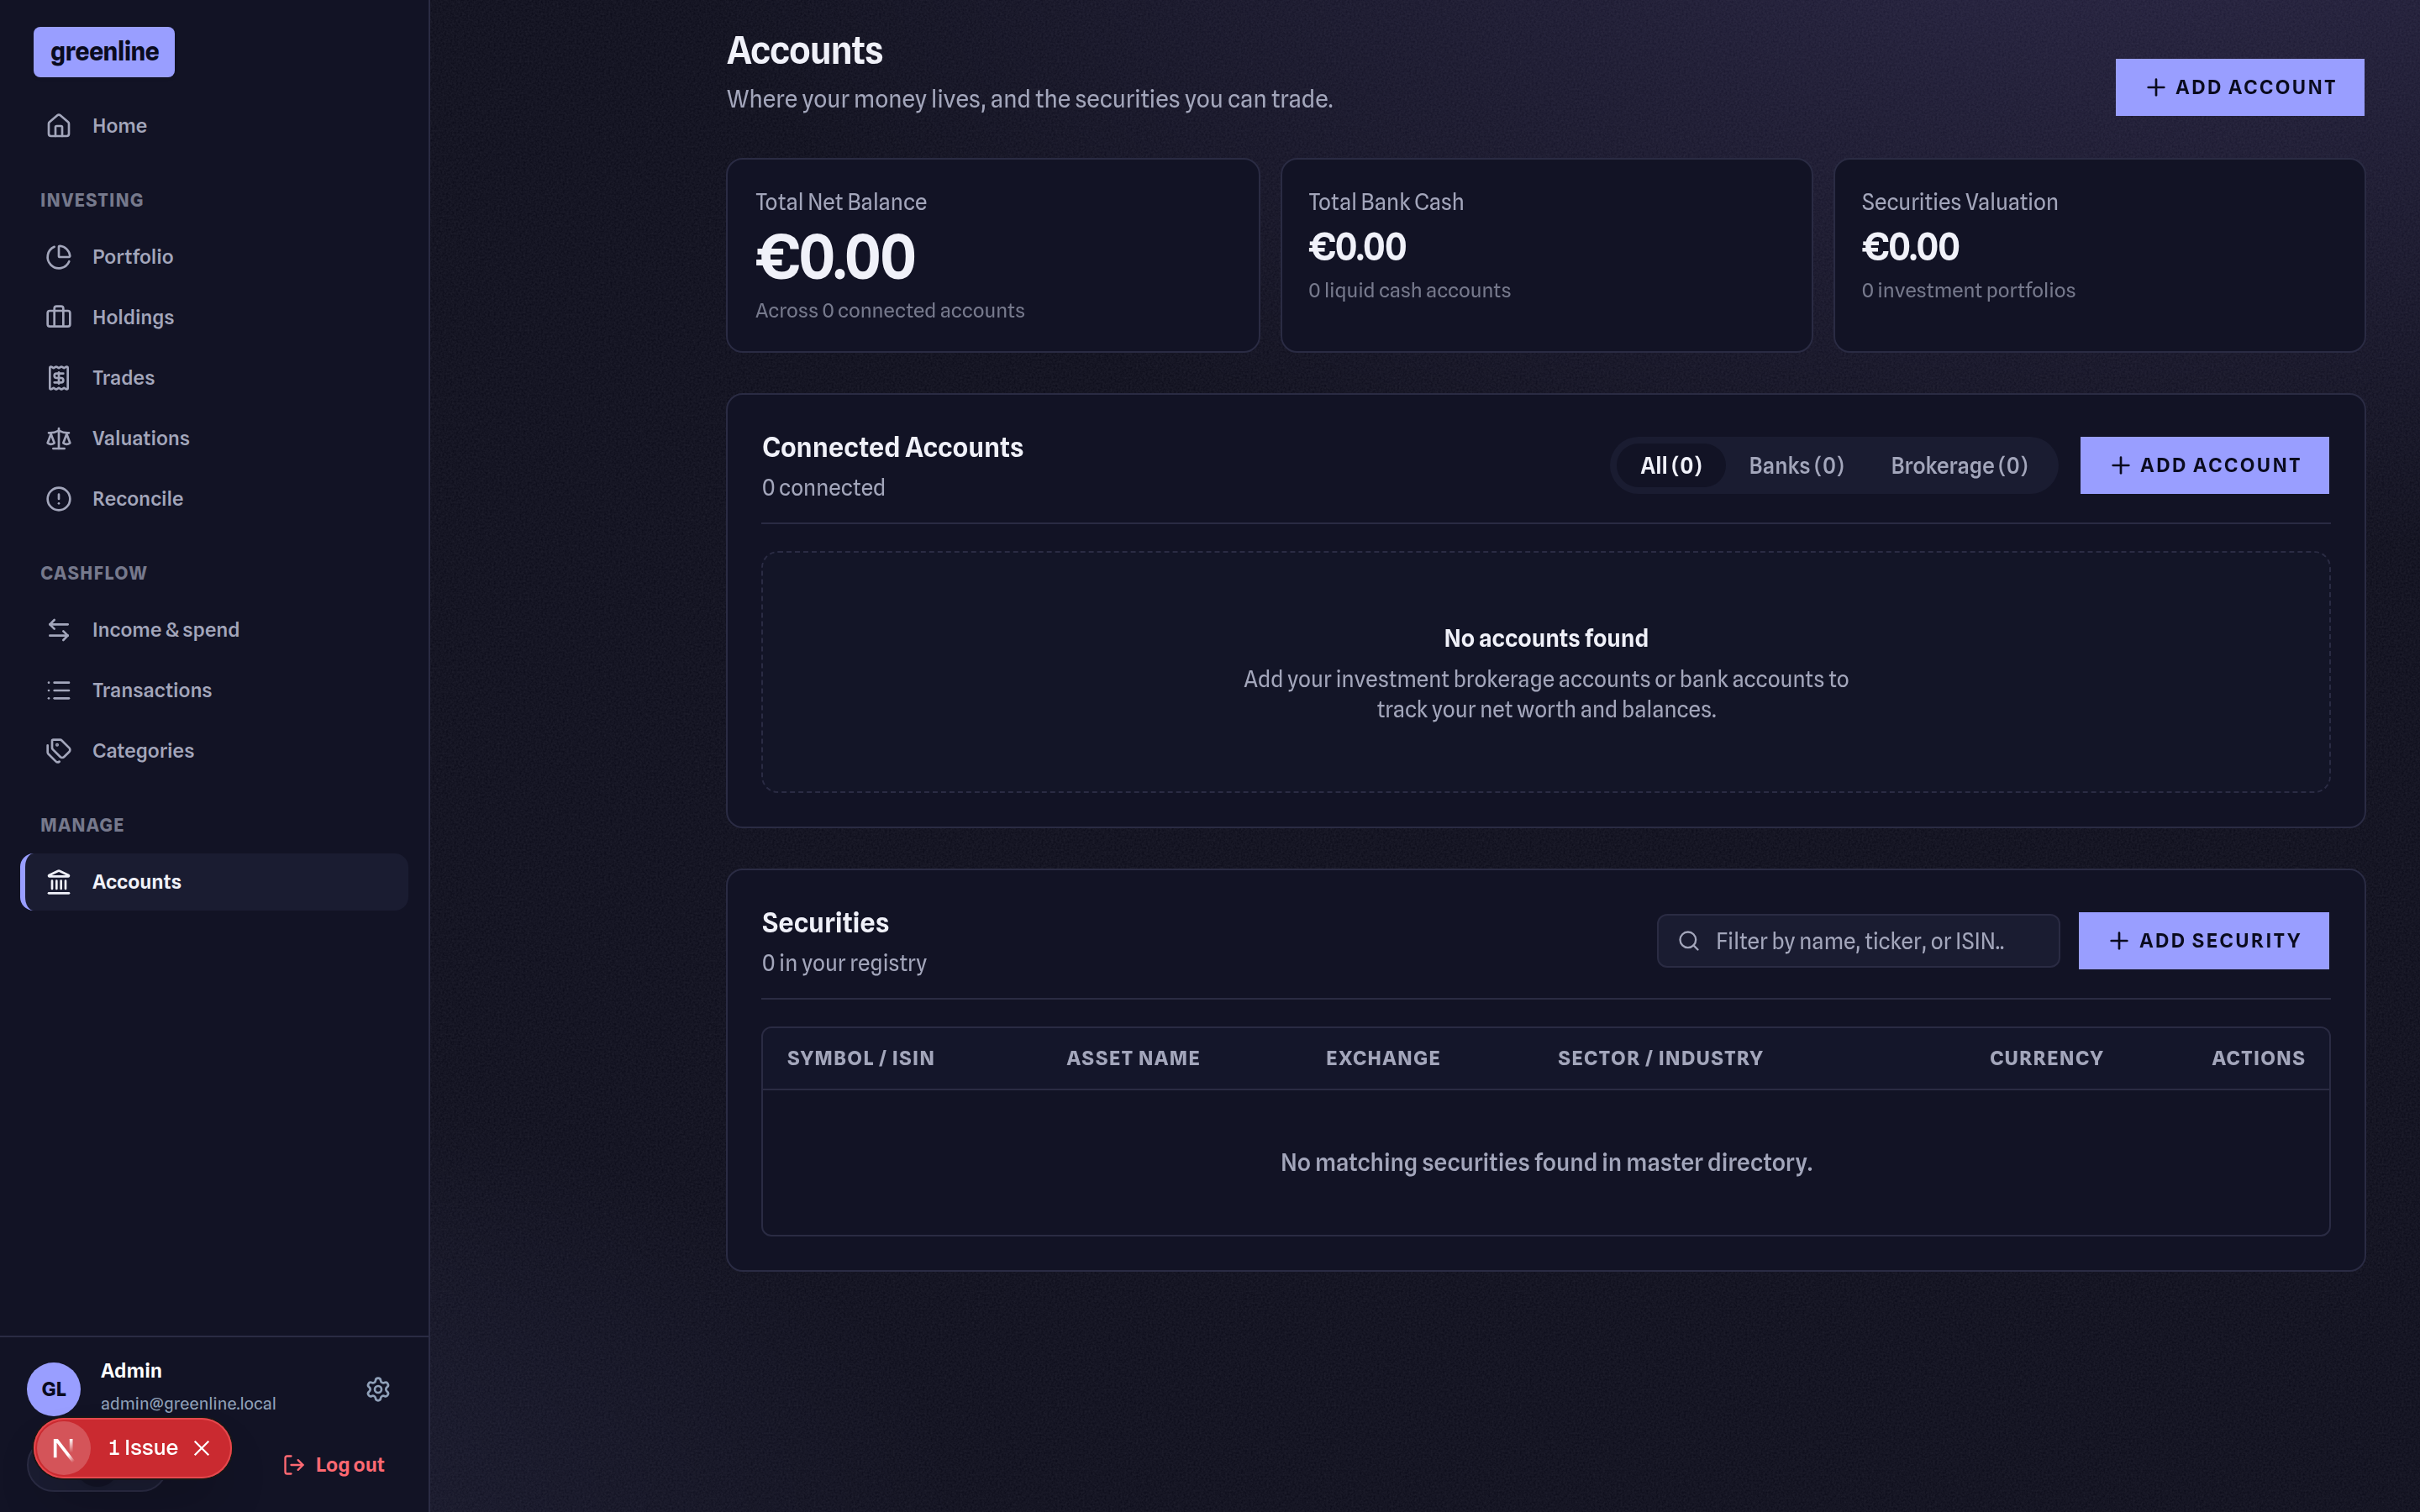 greenline
Home
INVESTING
Portfolio
Holdings
Trades
Valuations
Reconcile
CASHFLOW
Income & spend
Transactions
Categories
MANAGE
Accounts
GL
Admin
admin@greenline.local
N
1 Issue
Log out
Accounts
Where your money lives, and the securities you can trade.
ADD ACCOUNT
Total Net Balance
€0.00
Across 0 connected accounts
Total Bank Cash
€0.00
0 liquid cash accounts
Securities Valuation
€0.00
0 investment portfolios
Connected Accounts
0 connected
All (0)
Banks (0)
Brokerage (0)
ADD ACCOUNT
No accounts found
Add your investment brokerage accounts or bank accounts to
track your net worth and balances.
Securities
0 in your registry
Filter by name, ticker, or ISIN..
ADD SECURITY
SYMBOL / ISIN
ASSET NAME
EXCHANGE
SECTOR / INDUSTRY
CURRENCY
ACTIONS
No matching securities found in master directory.